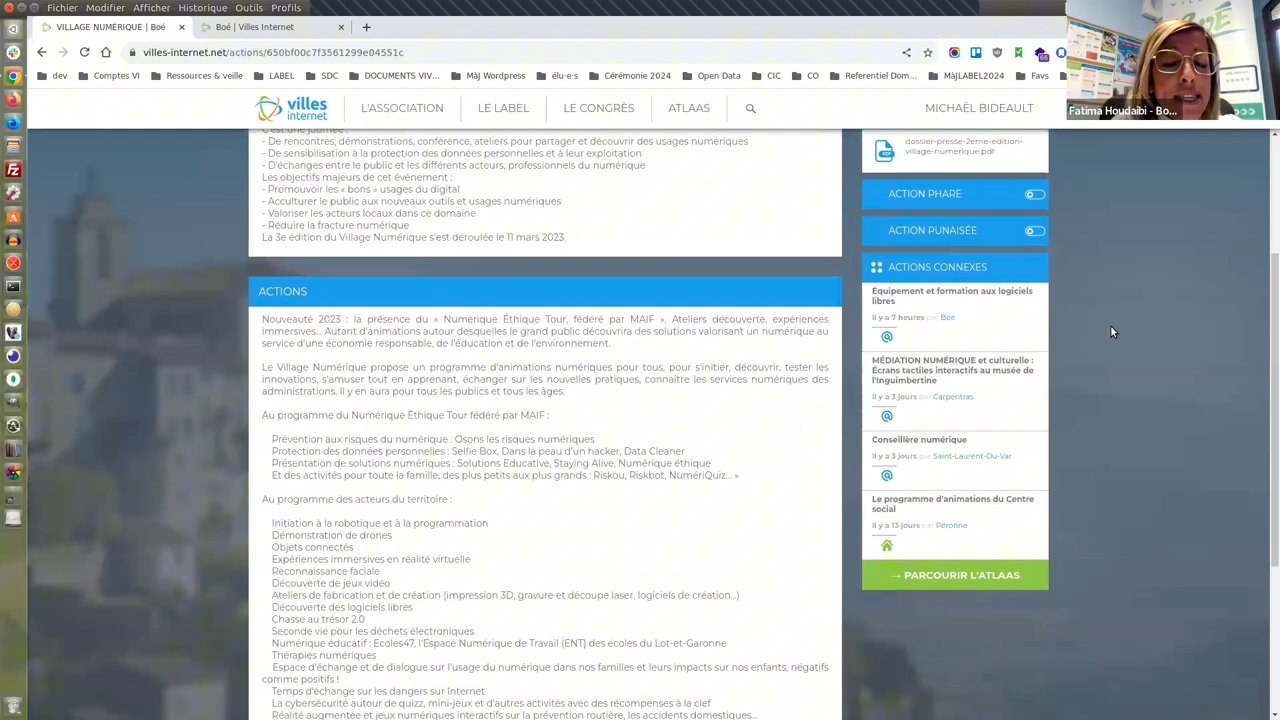 Fichier Modifier Affichage Historique Signets Outils Profils
VILLAGE NUMÉRIQUE | Boé
Boé | Villes Internet
villes-internet.net/actions/650bf00c7f3561299e04551c
dev Comptes VI Ressources & veille LABEL SDC DOCUMENTS VIV... Màj Wordpress élu·e·s Cérémonie 2024 Open Data CIC CO Referentiel Dom... MàjLABEL2024 Favs
villes internet
L'ASSOCIATION LE LABEL LE CONGRÈS ATLAAS MICHAËL BIDEAULT
Fatima Houdaibi - Bo...
C'est une journée :
- De rencontres, démonstrations, conférence, ateliers pour partager et découvrir des usages numériques
- De sensibilisation à la protection des données personnelles et à leur exploitation
- D'échanges entre le public et les différents acteurs, professionnels du numérique
Les objectifs majeurs de cet événement :
- Promouvoir les « bons » usages du digital
- Acculturer le public aux nouveaux outils et usages numériques
- Valoriser les acteurs locaux dans ce domaine
- Réduire la fracture numérique
La 3e édition du Village Numérique s'est déroulée le 11 mars 2023.
ACTIONS
Nouveauté 2023 : la présence du « Numérique Éthique Tour, fédéré par MAIF ». Ateliers découverte, expériences
immersives... Autant d'animations autour desquelles le grand public découvrira des solutions valorisant un numérique au
service d'une économie responsable, de l'éducation et de l'environnement.
Le Village Numérique propose un programme d'animations numériques pour tous, pour s'initier, découvrir, tester les
innovations, s'amuser tout en apprenant, échanger sur les nouvelles pratiques, connaitre les services numériques des
administrations. Il y en aura pour tous les publics et tous les âges.
Au programme du Numérique Éthique Tour fédéré par MAIF :
Prévention aux risques du numérique : Osons les risques numériques
Protection des données personnelles : Selfie Box, Dans la peau d'un hacker, Data Cleaner
Présentation de solutions numériques : Solutions Educative, Staying Alive, Numérique éthique
Et des activités pour toute la famille, des plus petits aux plus grands : Riskou, Riskbot, NumériQuiz... »
Au programme des acteurs du territoire :
Initiation à la robotique et à la programmation
Démonstration de drones
Objets connectés
Expériences immersives en réalité virtuelle
Reconnaissance faciale
Découverte de jeux vidéo
Ateliers de fabrication et de création (impression 3D, gravure et découpe laser, logiciels de création...)
Découverte des logiciels libres
Chasse au trésor 2.0
Seconde vie pour les déchets électroniques
Numérique éducatif : Ecoles47, l'Espace Numérique de Travail (ENT) des écoles du Lot-et-Garonne
Thérapies numériques
Espace d'échange et de dialogue sur l'usage du numérique dans nos familles et leurs impacts sur nos enfants, négatifs
comme positifs !
Temps d'échange sur les dangers sur Internet
La cybersécurité autour de quizz, mini-jeux et d'autres activités avec des récompenses à la clef
Réalité augmentée et jeux numériques interactifs sur la prévention routière, les accidents domestiques...
dossier-presse-2eme-edition-
village-numerique.pdf
ACTION PHARE
ACTION PUNAISÉE
ACTIONS CONNEXES
Équipement et formation aux logiciels
libres
il y a 7 heures par Boé
MÉDIATION NUMÉRIQUE et culturelle :
Écrans tactiles interactifs au musée de
l'Inguimbertine
il y a 3 jours par Carpentras
Conseillère numérique
il y a 3 jours par Saint-Laurent-Du-Var
Le programme d'animations du Centre
social
il y a 13 jours par Péronne
→ PARCOURIR L'ATLAAS